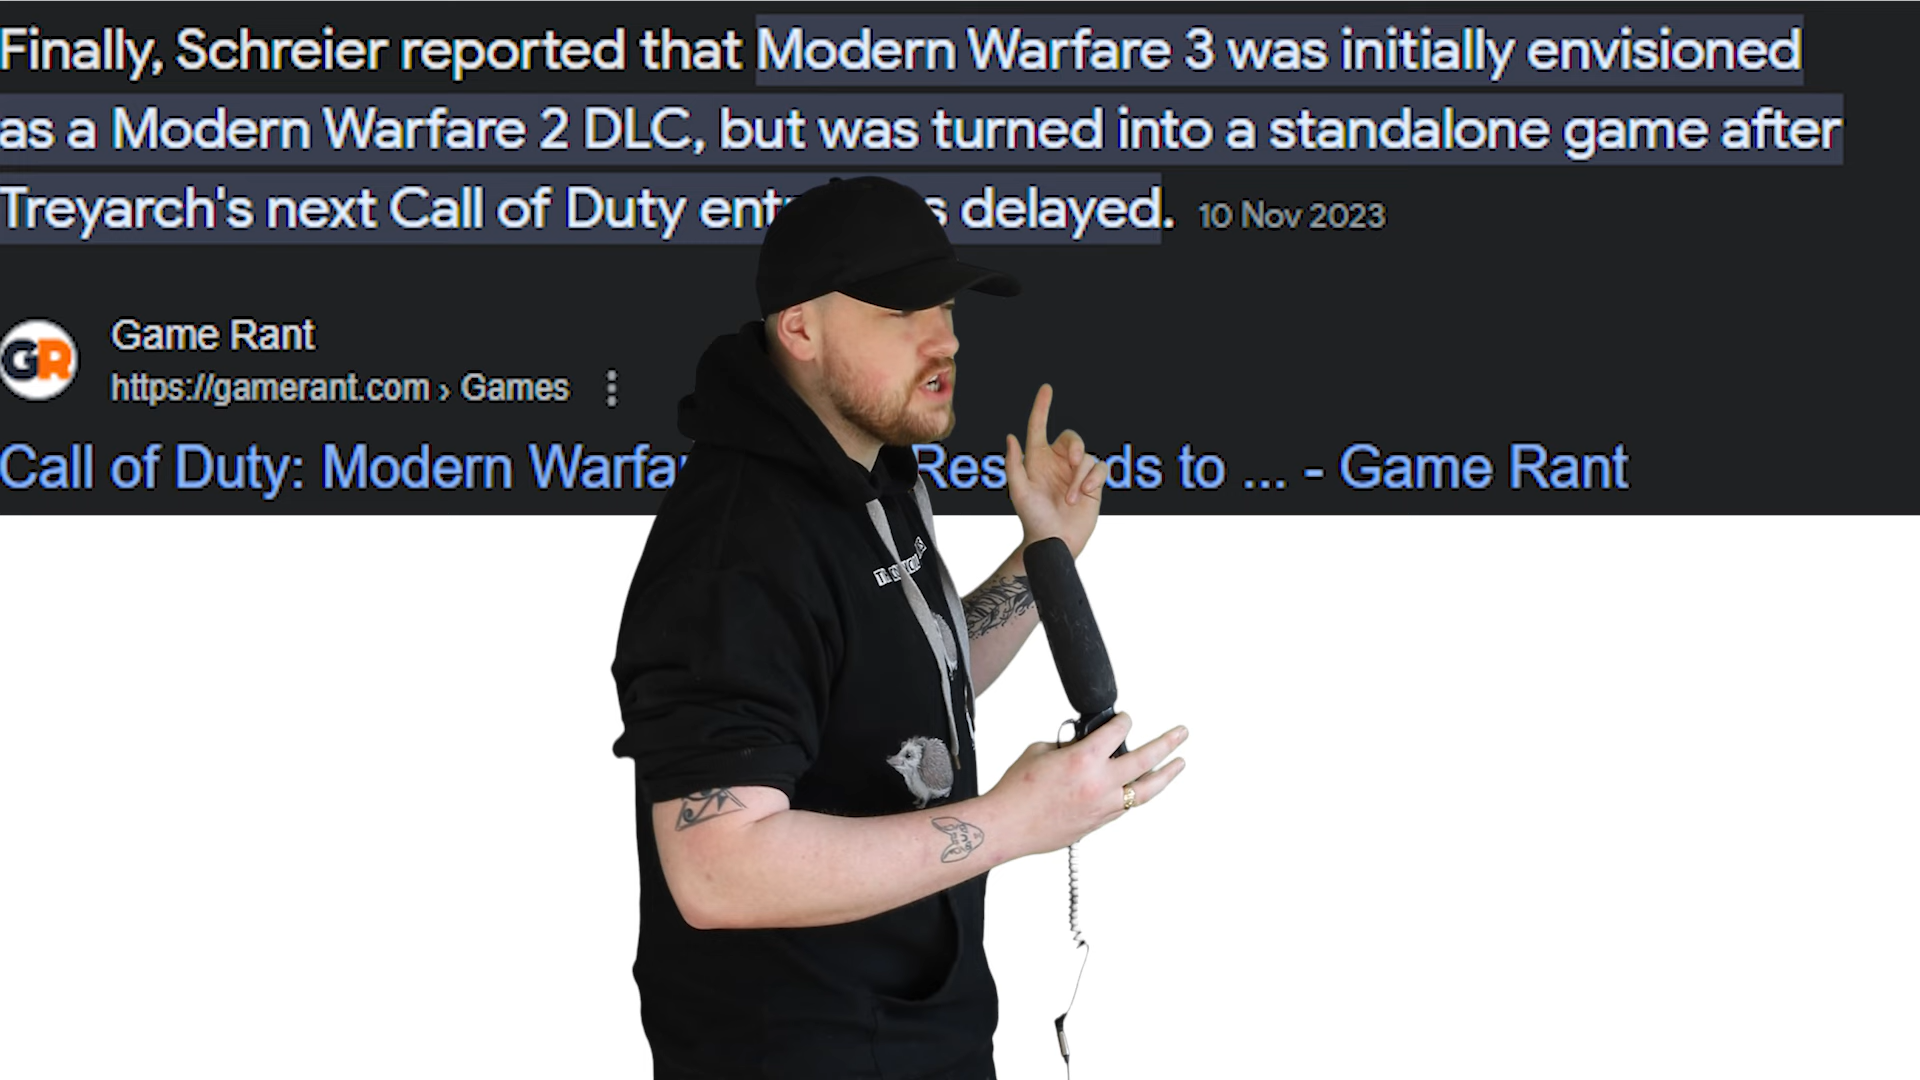 Finally, Schreier reported that Modern Warfare 3 was initially envisioned
as a Modern Warfare 2 DLC, but was turned into a standalone game after
Treyarch's next Call of Duty delayed. 10 Nov 2023
GR
Game Rant
https://gamerant.com › Games
Call of Duty: Modern to ... - Game Rant